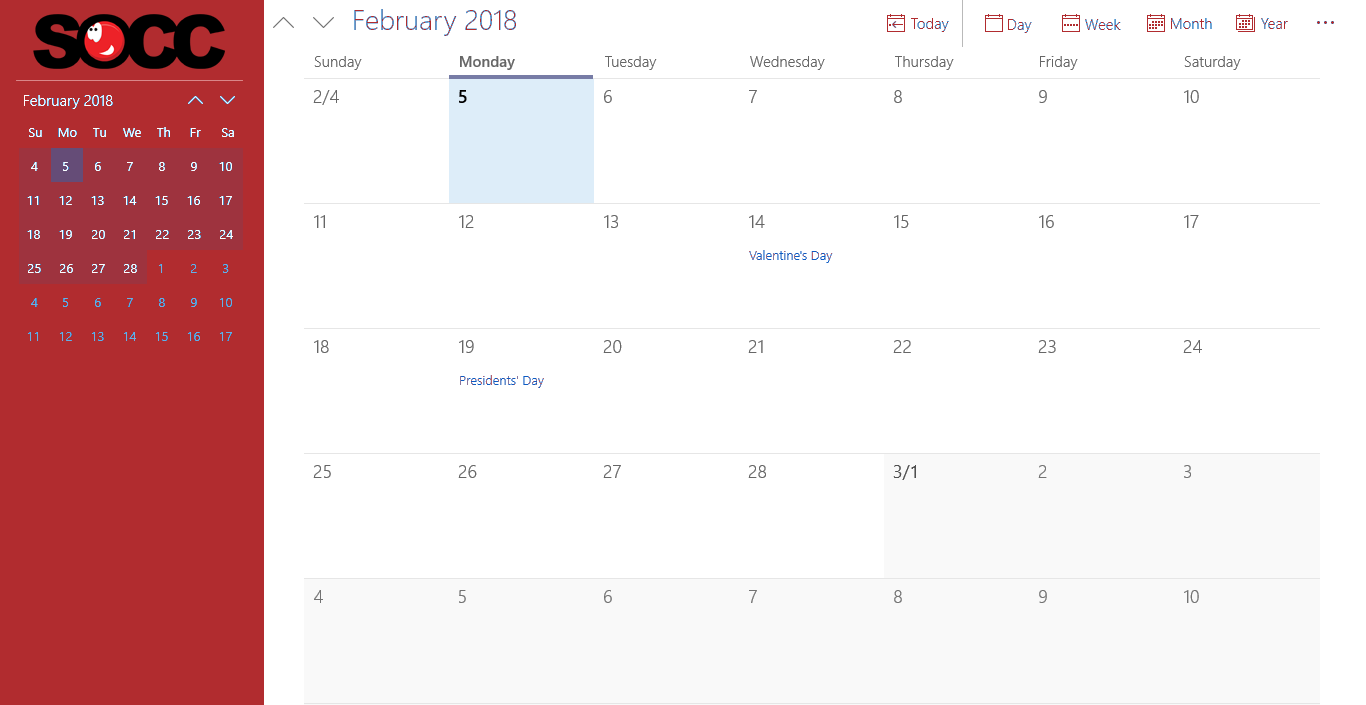 SOCC
February 2018
Su Mo Tu We Th Fr Sa
4 5 6 7 8 9 10
11 12 13 14 15 16 17
18 19 20 21 22 23 24
25 26 27 28 1 2 3
4 5 6 7 8 9 10
11 12 13 14 15 16 17
February 2018 Today Day Week Month Year
Sunday Monday Tuesday Wednesday Thursday Friday Saturday
2/4 5 6 7 8 9 10
11 12 13 14 15 16 17
Valentine's Day
18 19 20 21 22 23 24
Presidents' Day
25 26 27 28 3/1 2 3
4 5 6 7 8 9 10